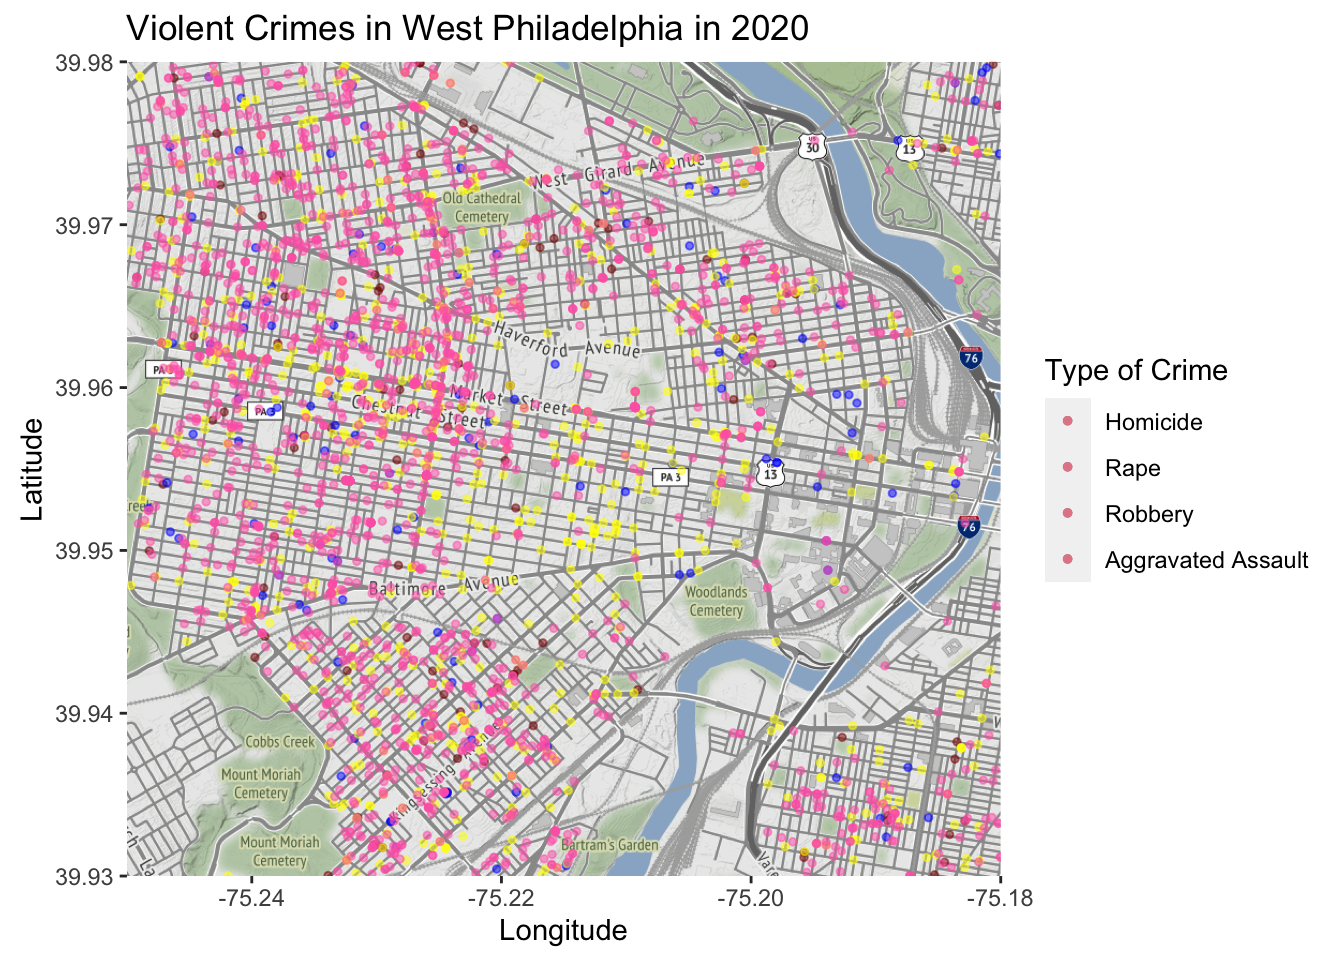 Violent Crimes in West Philadelphia in 2020
39.98
39.97
39.96
39.95
39.94
39.93
Latitude
-75.24
-75.22
-75.20
-75.18
Longitude
Type of Crime
Homicide
Rape
Robbery
Aggravated Assault
30
13
West Girard Avenue
Old Cathedral
Cemetery
Haverford Avenue
76
PA 3
Market Street
PA 3
Chestnut Street
PA 3
13
76
Baltimore Avenue
Woodlands
Cemetery
Cobbs Creek
Mount Moriah
Cemetery
Kingsessing Avenue
Mount Moriah
Cemetery
Bartram's Garden